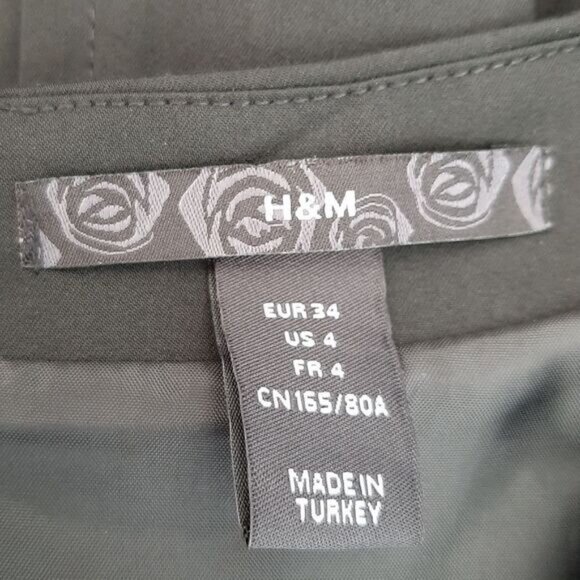 H&M
EUR 34
US 4
FR 4
CN 165/80A
MADE IN
TURKEY